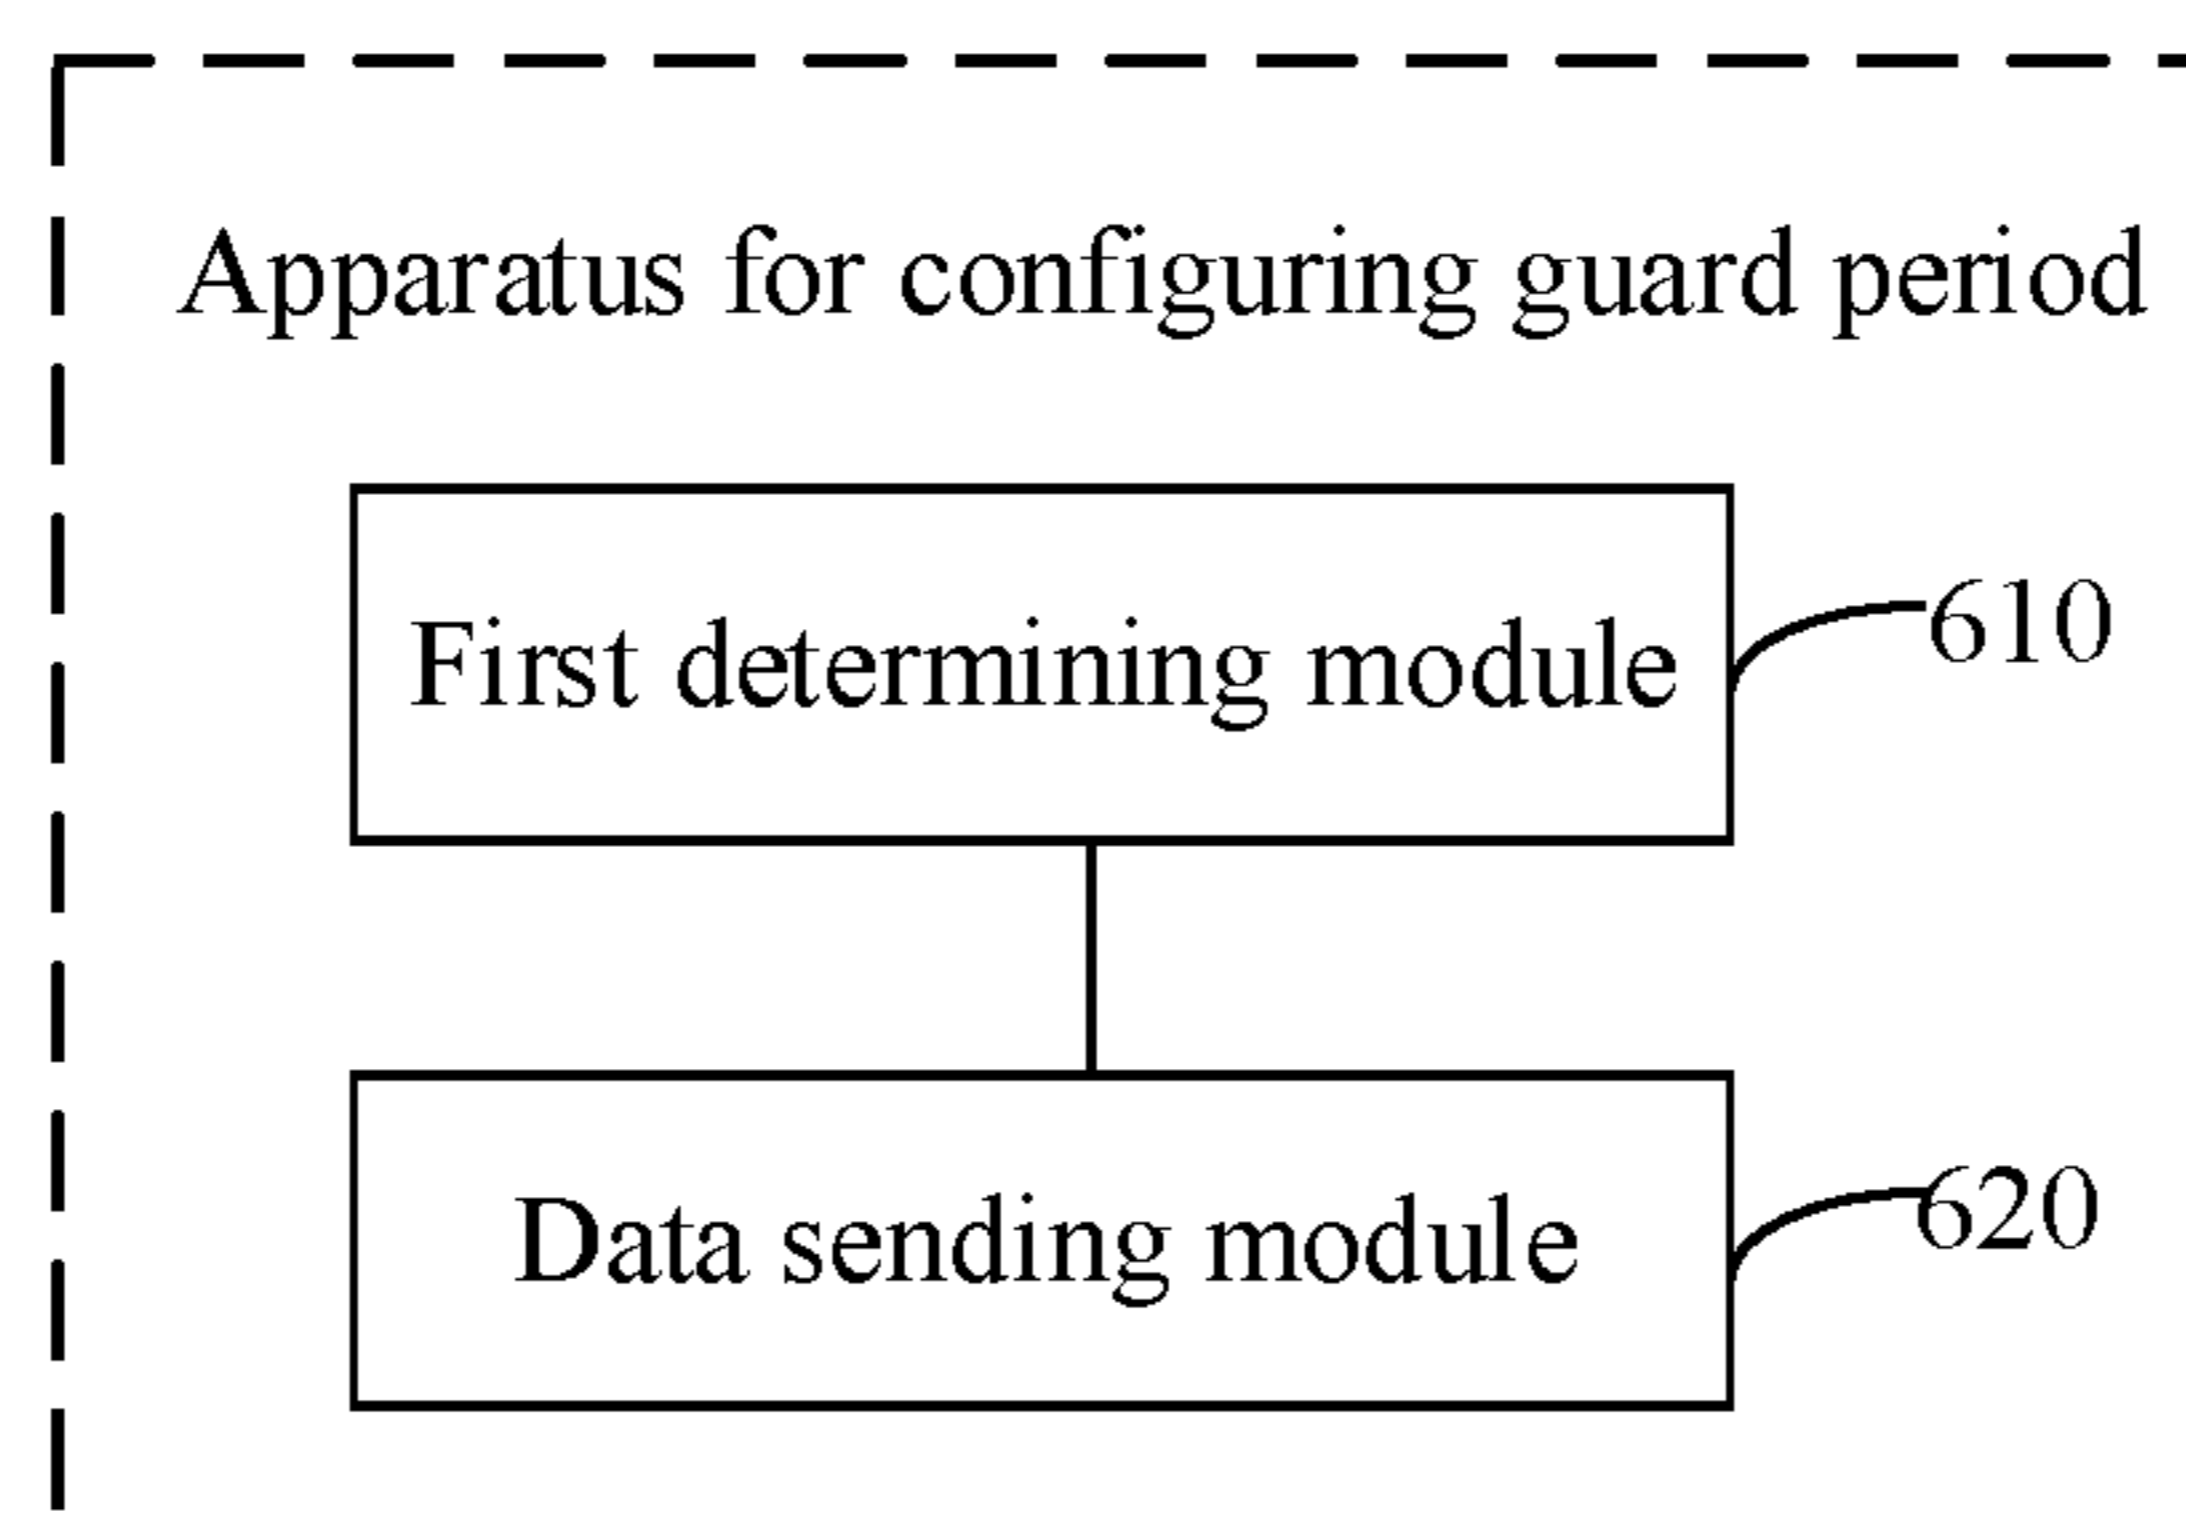 Apparatus for configuring guard period
First determining module
610
Data sending module
620